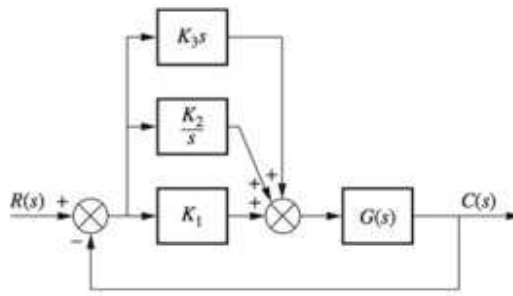 K₃s
K₂
s
+
+
R(s) + K₁ + G(s) C(s)
−